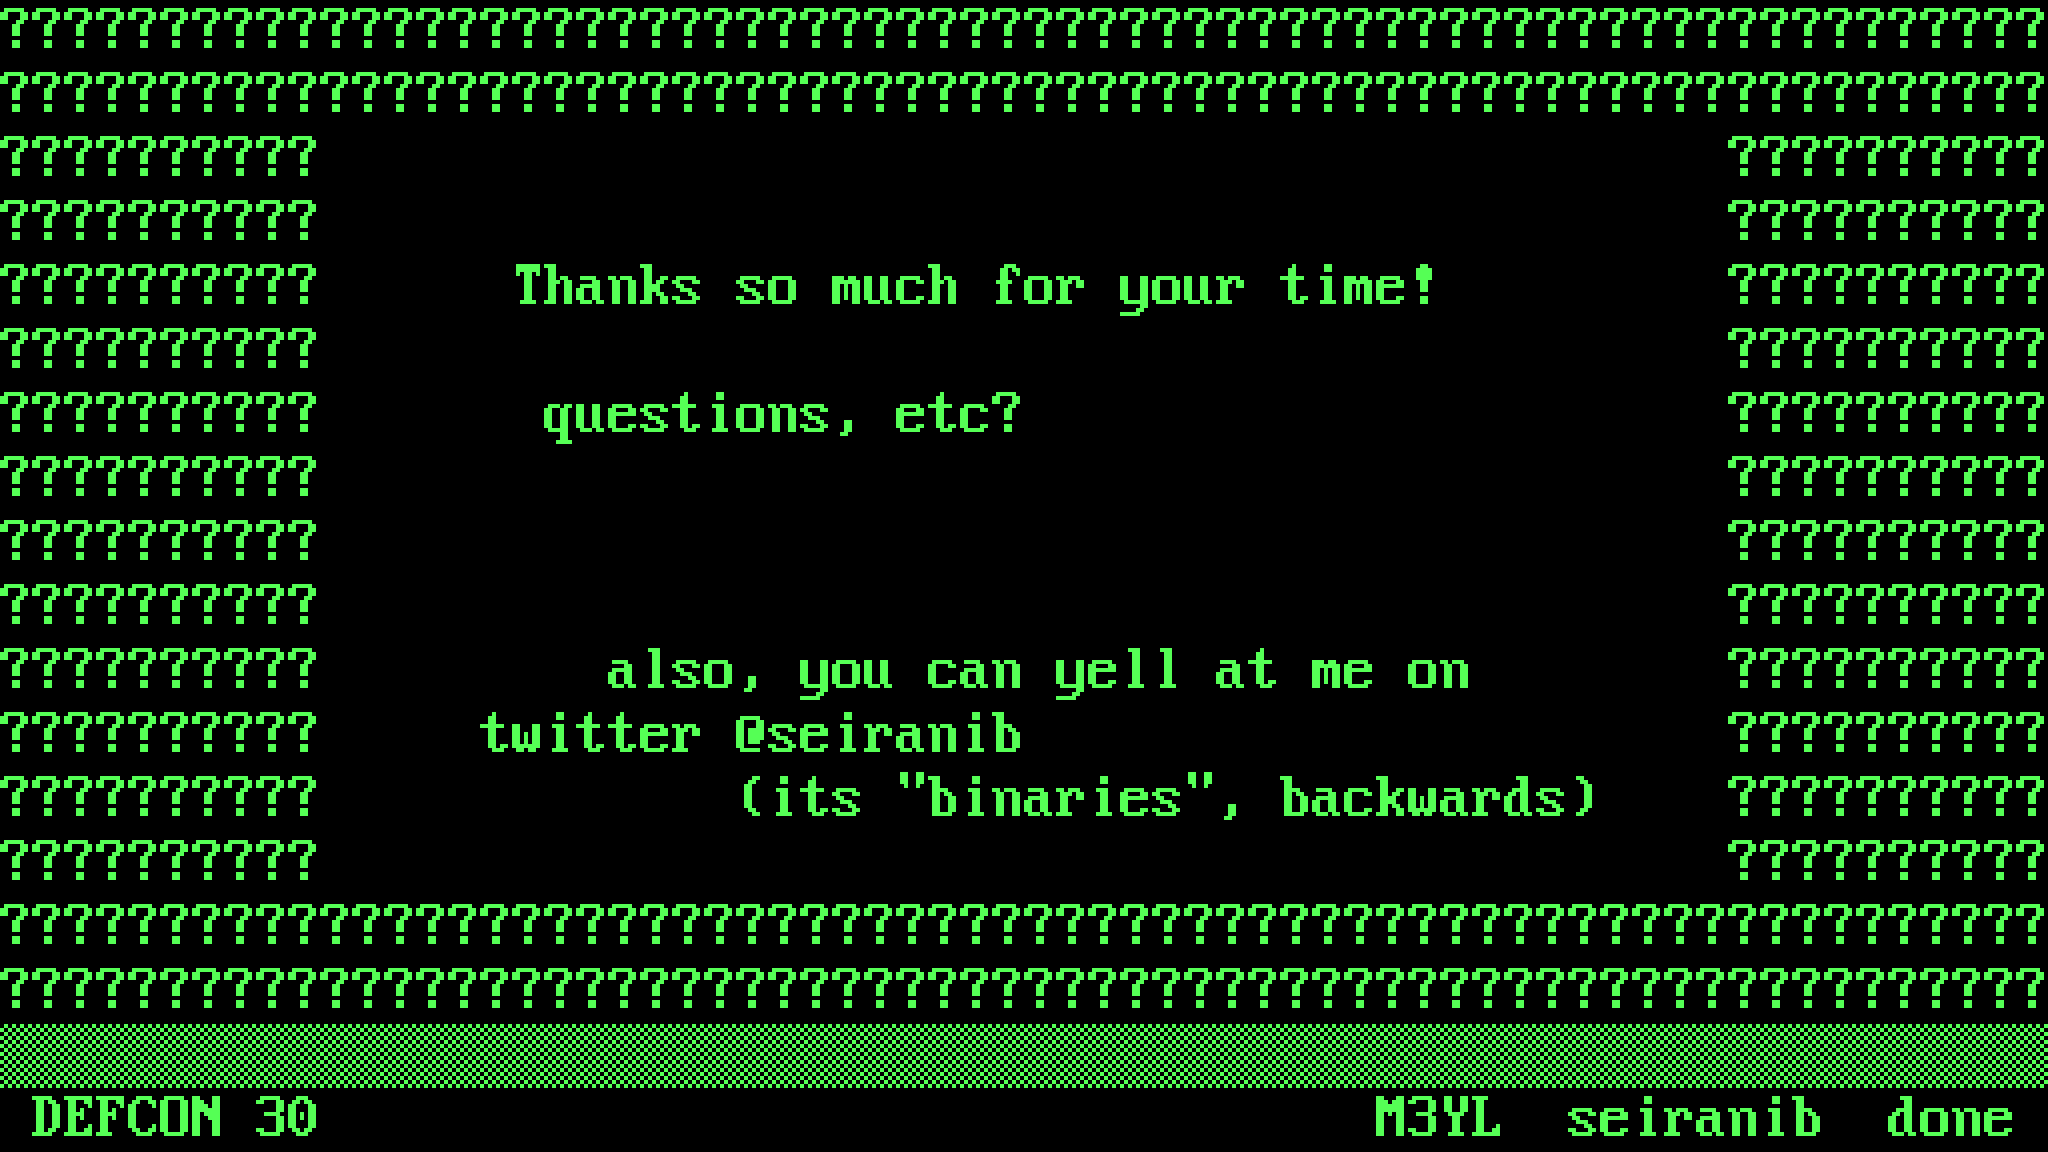 ????????????????????????????????????????????????????????????????
????????????????????????????????????????????????????????????????
?????????? ??????????
?????????? ??????????
?????????? Thanks so much for your time! ??????????
?????????? ??????????
?????????? questions, etc? ??????????
?????????? ??????????
?????????? ??????????
?????????? ??????????
?????????? also, you can yell at me on ??????????
?????????? twitter @seiranib ??????????
?????????? (its "binaries", backwards) ??????????
?????????? ??????????
????????????????????????????????????????????????????????????????
????????????????????????????????????????????????????????????????
DEFCON 30 M3YL seiranib done